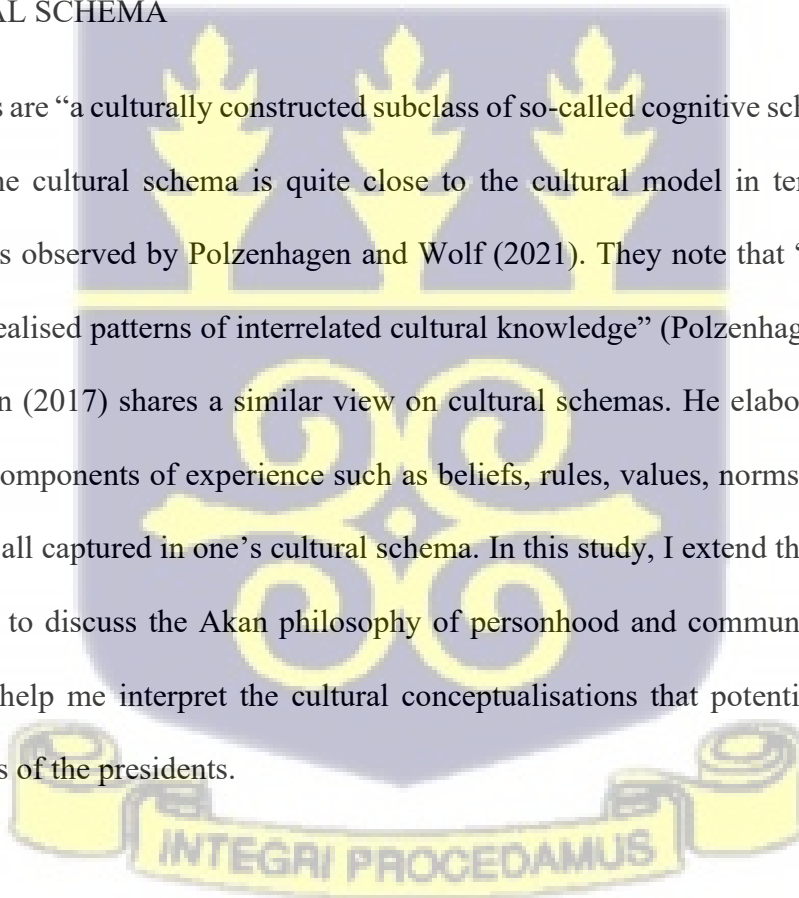 AL SCHEMA
s are “a culturally constructed subclass of so-called cognitive sch
he cultural schema is quite close to the cultural model in ter
s observed by Polzenhagen and Wolf (2021). They note that “
ealised patterns of interrelated cultural knowledge” (Polzenhag
n (2017) shares a similar view on cultural schemas. He elabo
components of experience such as beliefs, rules, values, norms
all captured in one’s cultural schema. In this study, I extend th
to discuss the Akan philosophy of personhood and commun
help me interpret the cultural conceptualisations that potenti
s of the presidents.
INTEGRI PROCEDAMUS